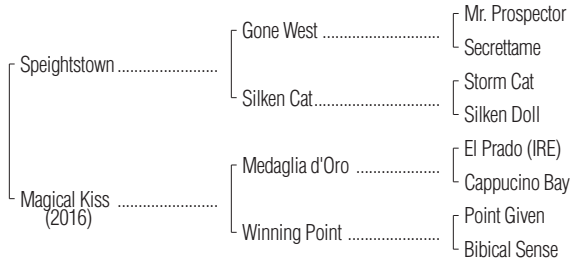 Mr. Prospector
Gone West
Secrettame
Speightstown
Storm Cat
Silken Cat
Silken Doll
El Prado (IRE)
Medaglia d'Oro
Cappucino Bay
Magical Kiss
(2016)
Point Given
Winning Point
Bibical Sense